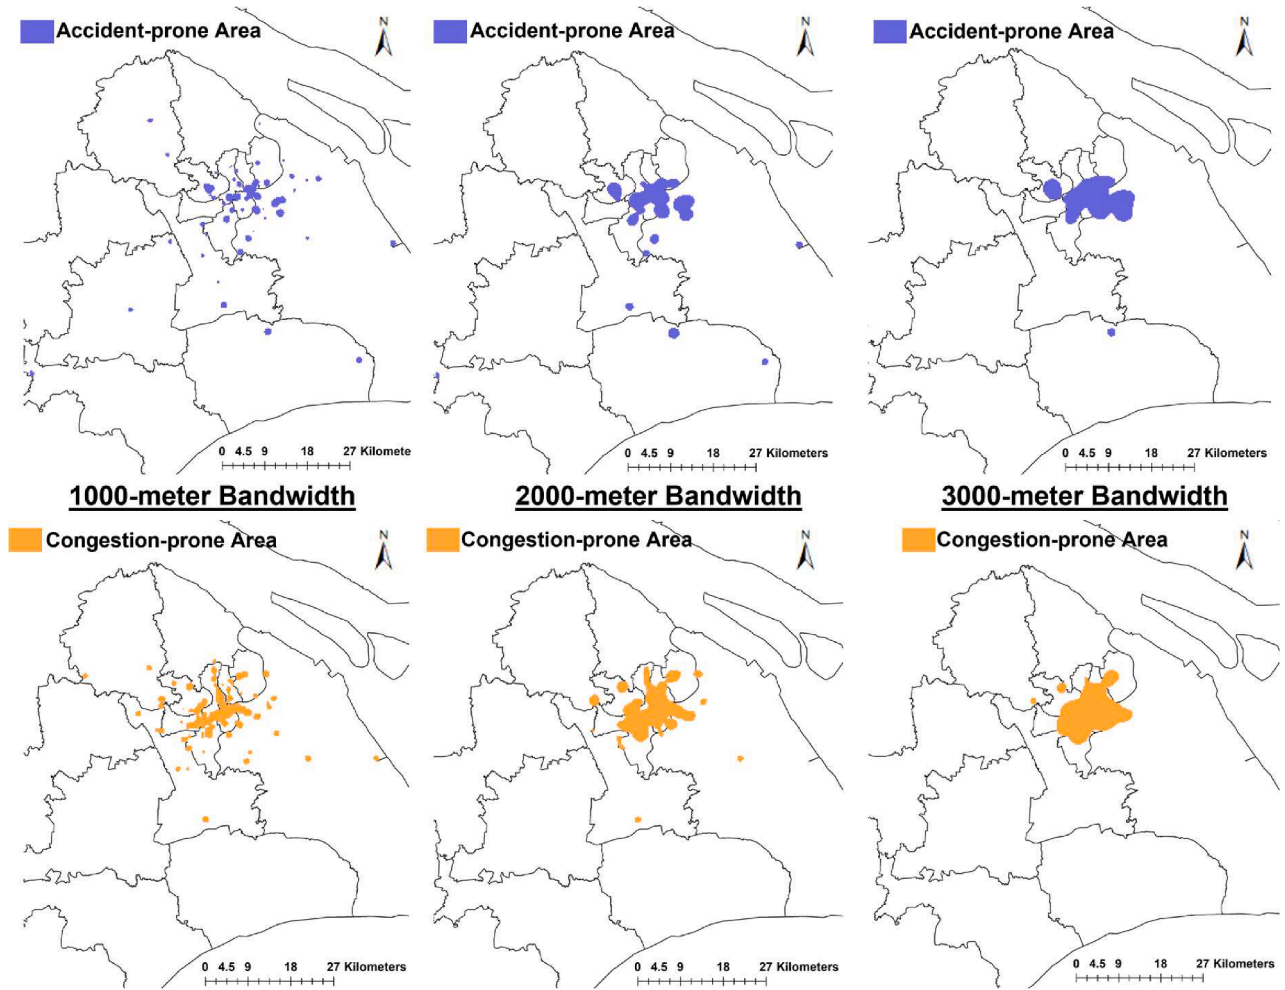 Accident-prone Area
N
Accident-prone Area
N
Accident-prone Area
N
0 4.5 9 18 27 Kilomete
0 4.5 9 18 27 Kilometers
0 4.5 9 18 27 Kilometers
1000-meter Bandwidth
2000-meter Bandwidth
3000-meter Bandwidth
Congestion-prone Area
N
Congestion-prone Area
N
Congestion-prone Area
N
0 4.5 9 18 27 Kilometers
0 4.5 9 18 27 Kilometers
0 4.5 9 18 27 Kilometers